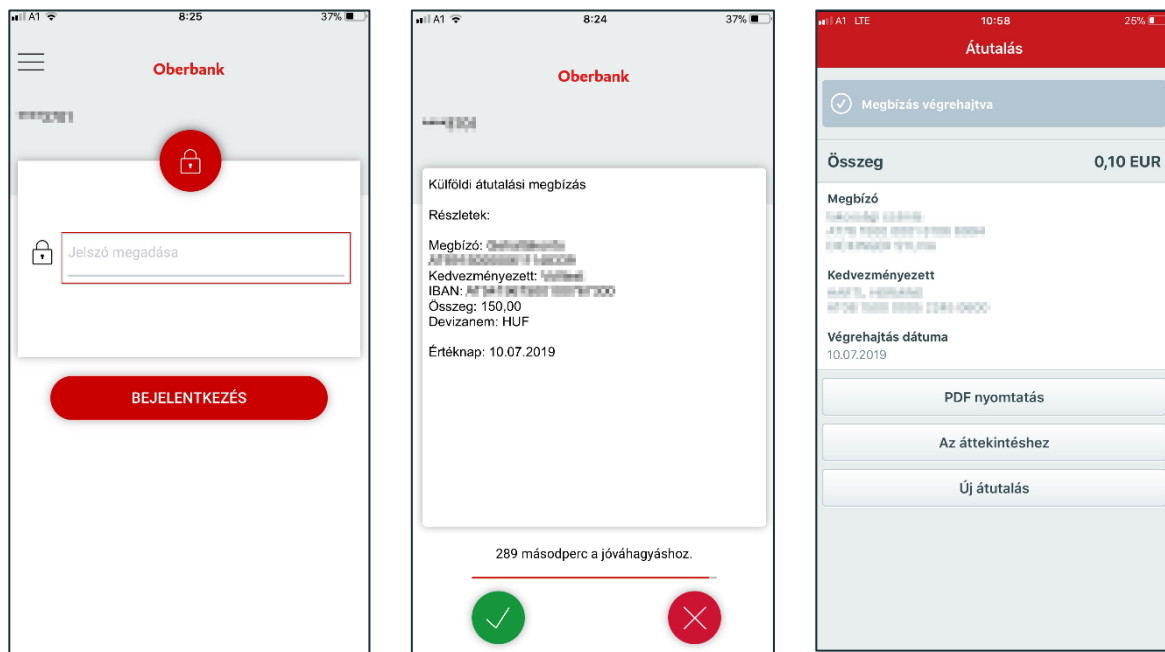 A1
8:25
37%
Oberbank
Jelszó megadása
BEJELENTKEZÉS
A1
8:24
37%
Oberbank
Külföldi átutalási megbízás
Részletek:
Megbízó:
Kedvezményezett:
IBAN:
Összeg: 150,00
Devizanem: HUF
Értéknap: 10.07.2019
289 másodperc a jóváhagyáshoz.
A1 LTE
10:58
25%
Átutalás
Megbízás végrehajtva
Összeg 0,10 EUR
Megbízó
Kedvezményezett
Végrehajtás dátuma
10.07.2019
PDF nyomtatás
Az áttekintéshez
Új átutalás